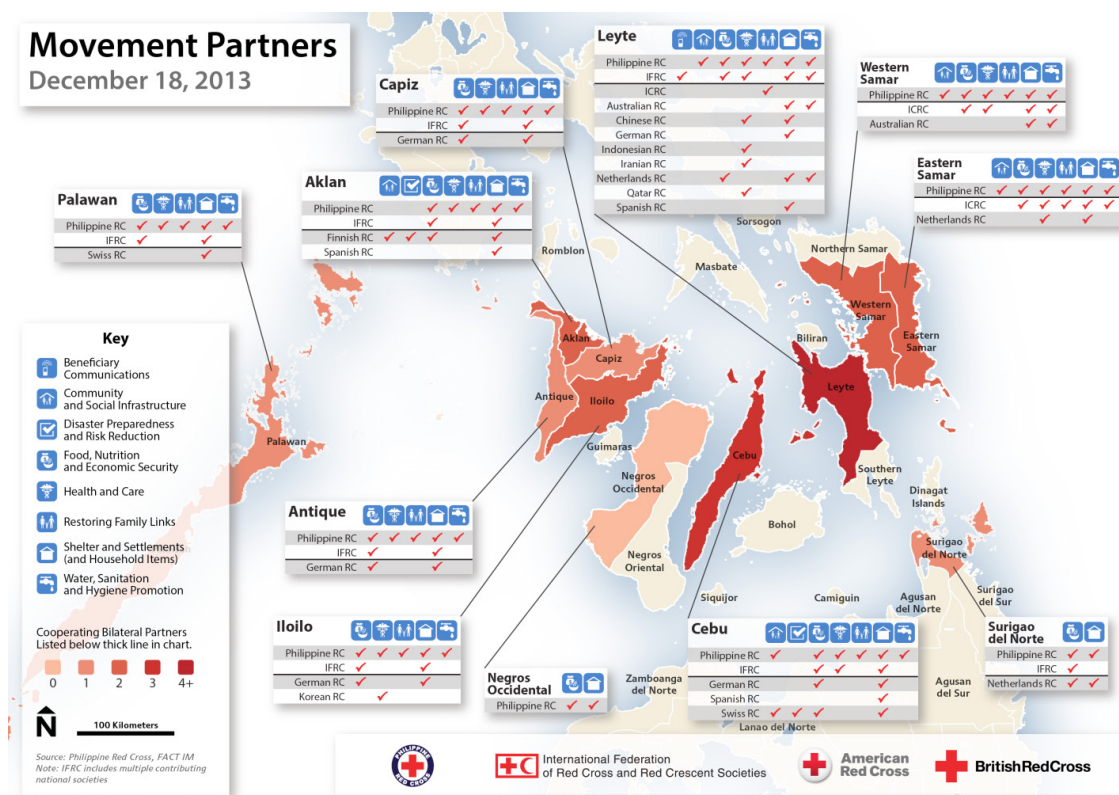 Movement Partners
December 18, 2013
Capiz
Philippine RC
IFRC
German RC
Leyte
Philippine RC
IFRC
ICRC
Australian RC
Chinese RC
German RC
Indonesian RC
Iranian RC
Netherlands RC
Qatar RC
Spanish RC
Western
Samar
Philippine RC
ICRC
Australian RC
Eastern
Samar
Philippine RC
ICRC
Netherlands RC
Palawan
Philippine RC
IFRC
Swiss RC
Aklan
Philippine RC
IFRC
Finnish RC
Spanish RC
Sorsogon
Romblon
Masbate
Northern Samar
Western
Samar
Eastern
Samar
Biliran
Aklan
Capiz
Antique
Iloilo
Leyte
Palawan
Guimaras
Cebu
Negros
Occidental
Southern
Leyte
Dinagat
Islands
Bohol
Negros
Oriental
Surigao
del Norte
Siquijor
Camiguin
Agusan
del Norte
Surigao
del Sur
Zamboanga
del Norte
Agusan
del Sur
Lanao del Norte
Key
Beneficiary
Communications
Community
and Social Infrastructure
Disaster Preparedness
and Risk Reduction
Food, Nutrition
and Economic Security
Health and Care
Restoring Family Links
Shelter and Settlements
(and Household Items)
Water, Sanitation
and Hygiene Promotion
Cooperating Bilateral Partners
Listed below thick line in chart.
0 1 2 3 4+
N
100 Kilometers
Source: Philippine Red Cross, FACT IM
Note: IFRC includes multiple contributing
national societies
Antique
Philippine RC
IFRC
German RC
Iloilo
Philippine RC
IFRC
German RC
Korean RC
Negros
Occidental
Philippine RC
Cebu
Philippine RC
IFRC
German RC
Spanish RC
Swiss RC
Surigao
del Norte
Philippine RC
IFRC
Netherlands RC
PHILIPPINE
RED CROSS
International Federation
of Red Cross and Red Crescent Societies
American
Red Cross
BritishRedCross